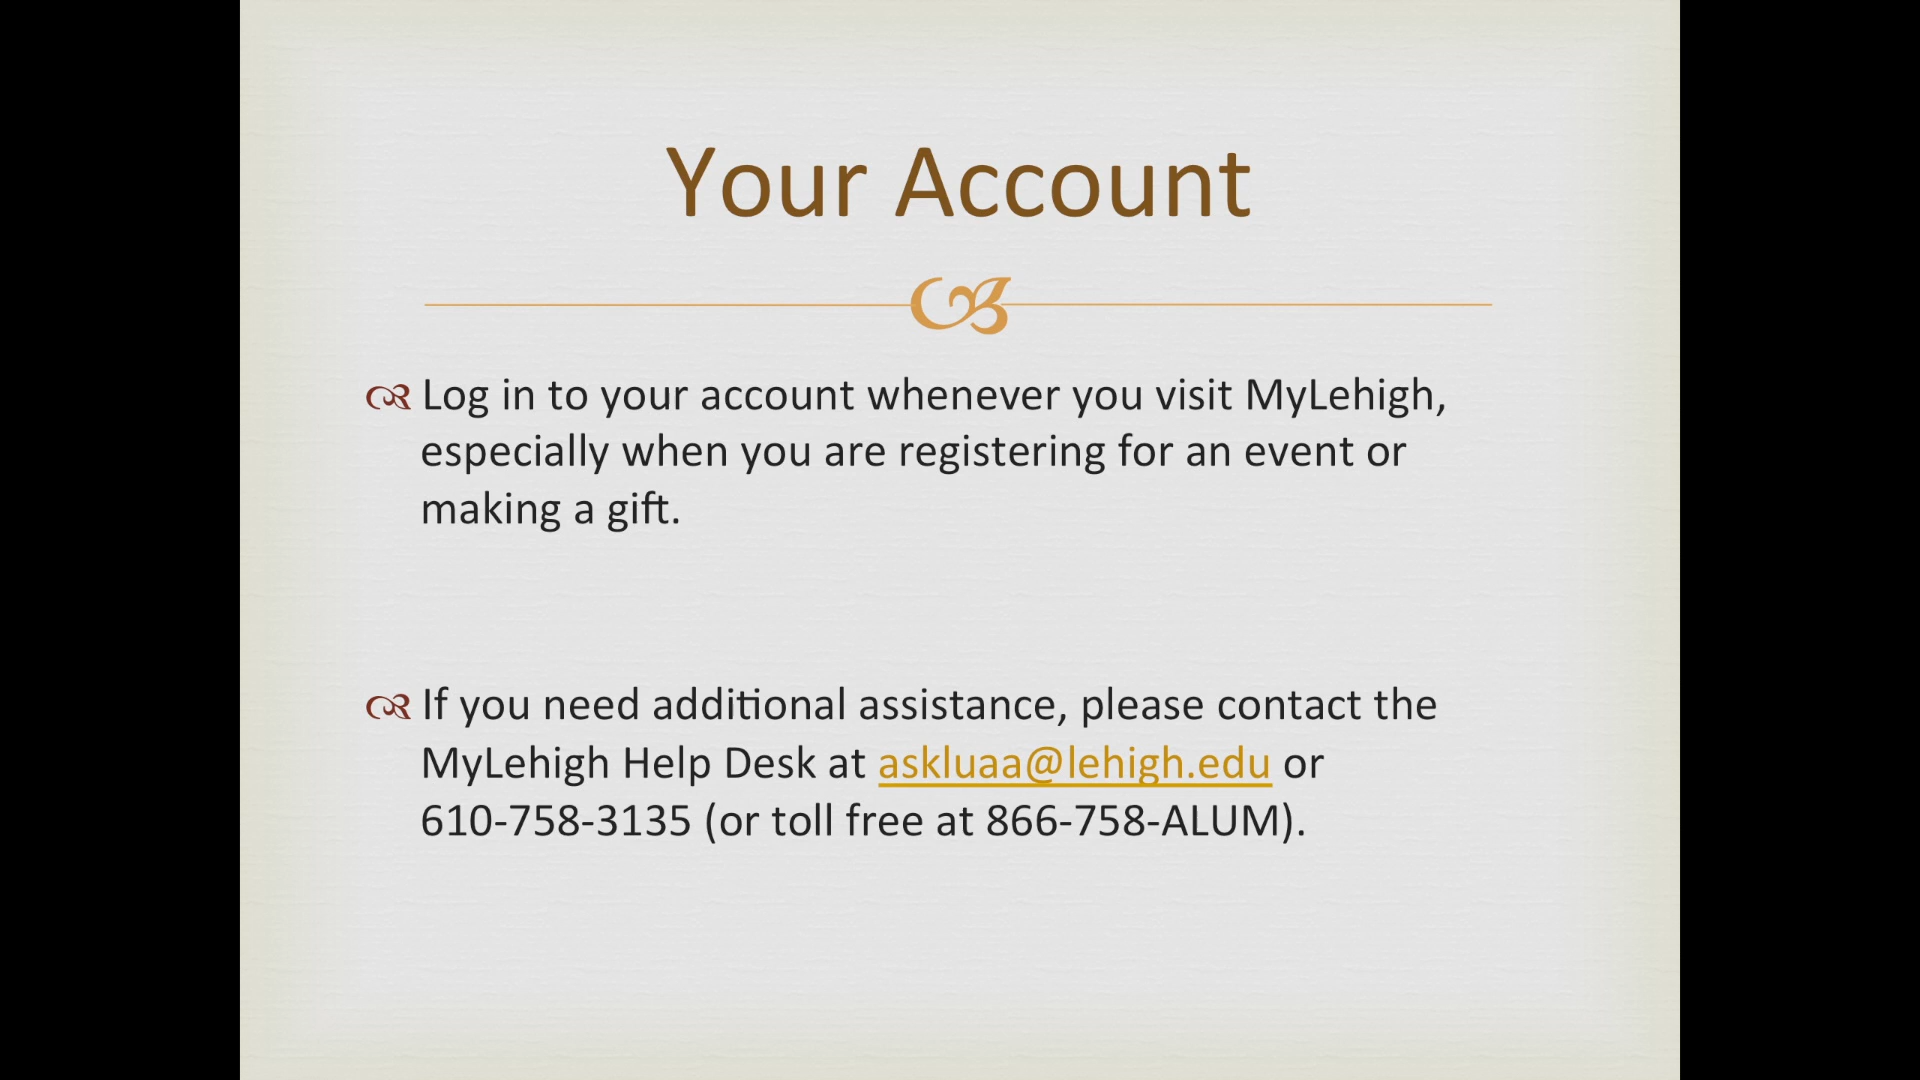 Your Account
Log in to your account whenever you visit MyLehigh,
especially when you are registering for an event or
making a gift.
If you need additional assistance, please contact the
MyLehigh Help Desk at askluaa@lehigh.edu or
610-758-3135 (or toll free at 866-758-ALUM).